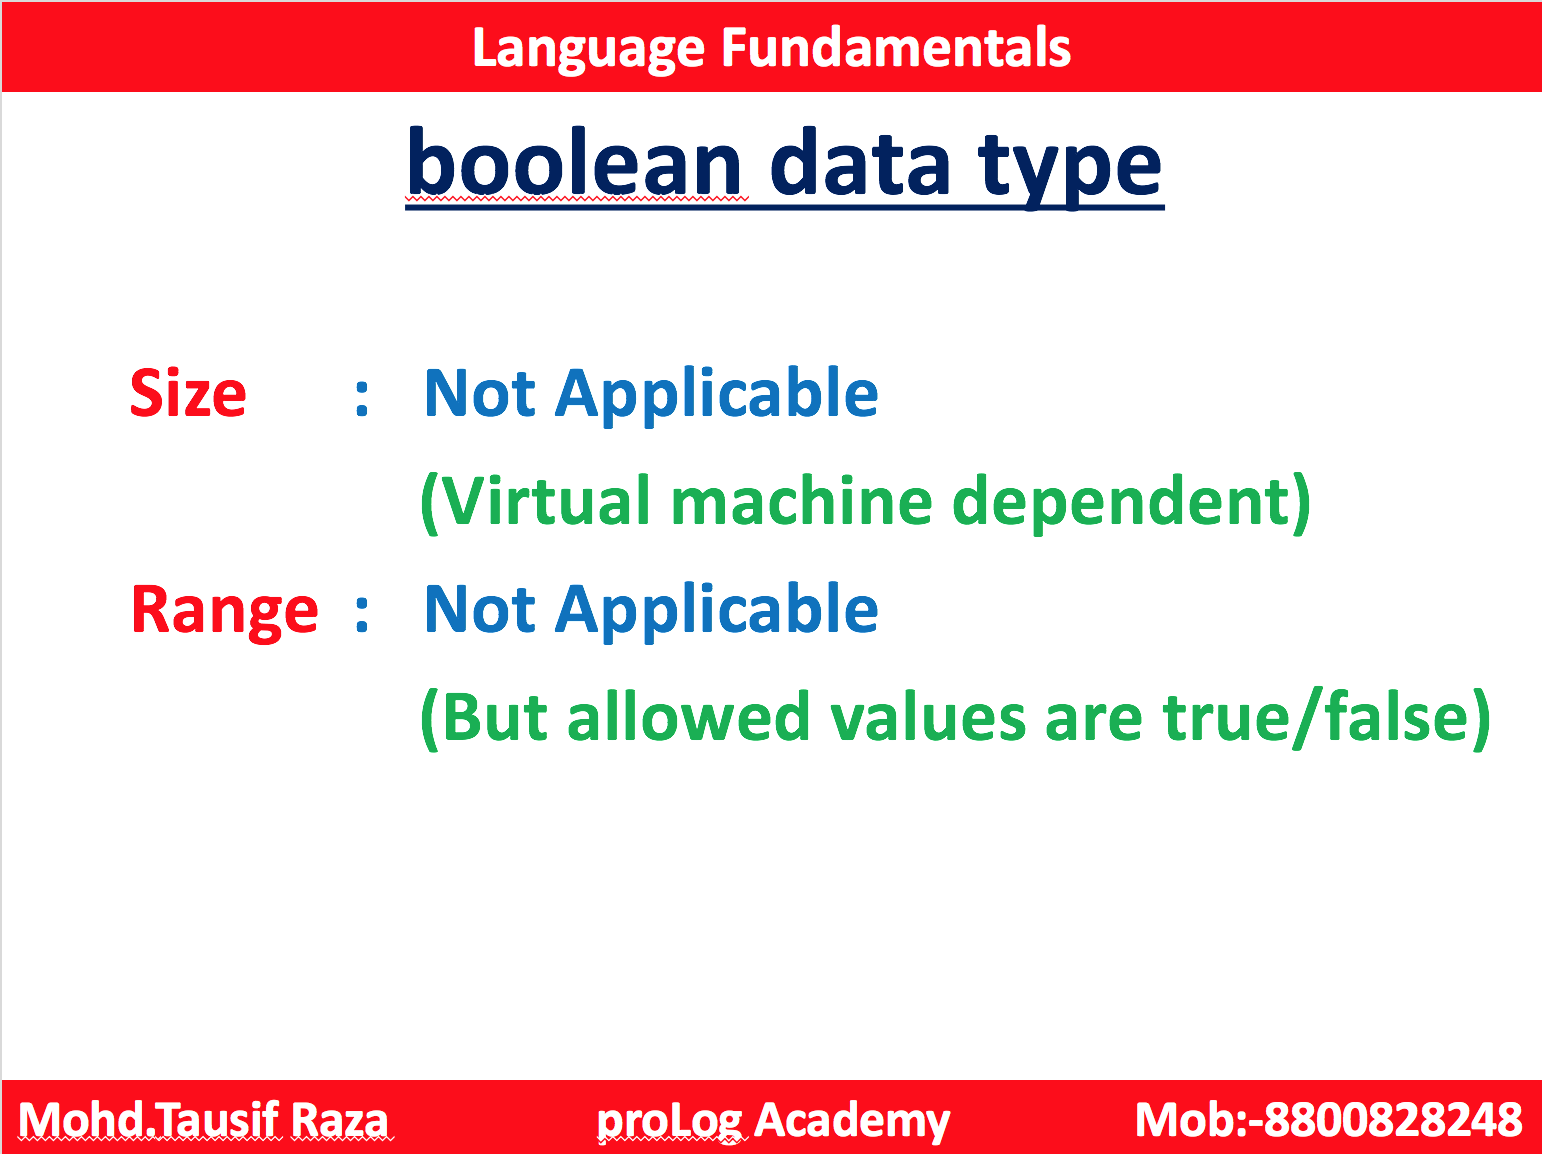 Language Fundamentals
boolean data type
Size : Not Applicable
(Virtual machine dependent)
Range : Not Applicable
(But allowed values are true/false)
Mohd.Tausif Raza proLog Academy Mob:-8800828248